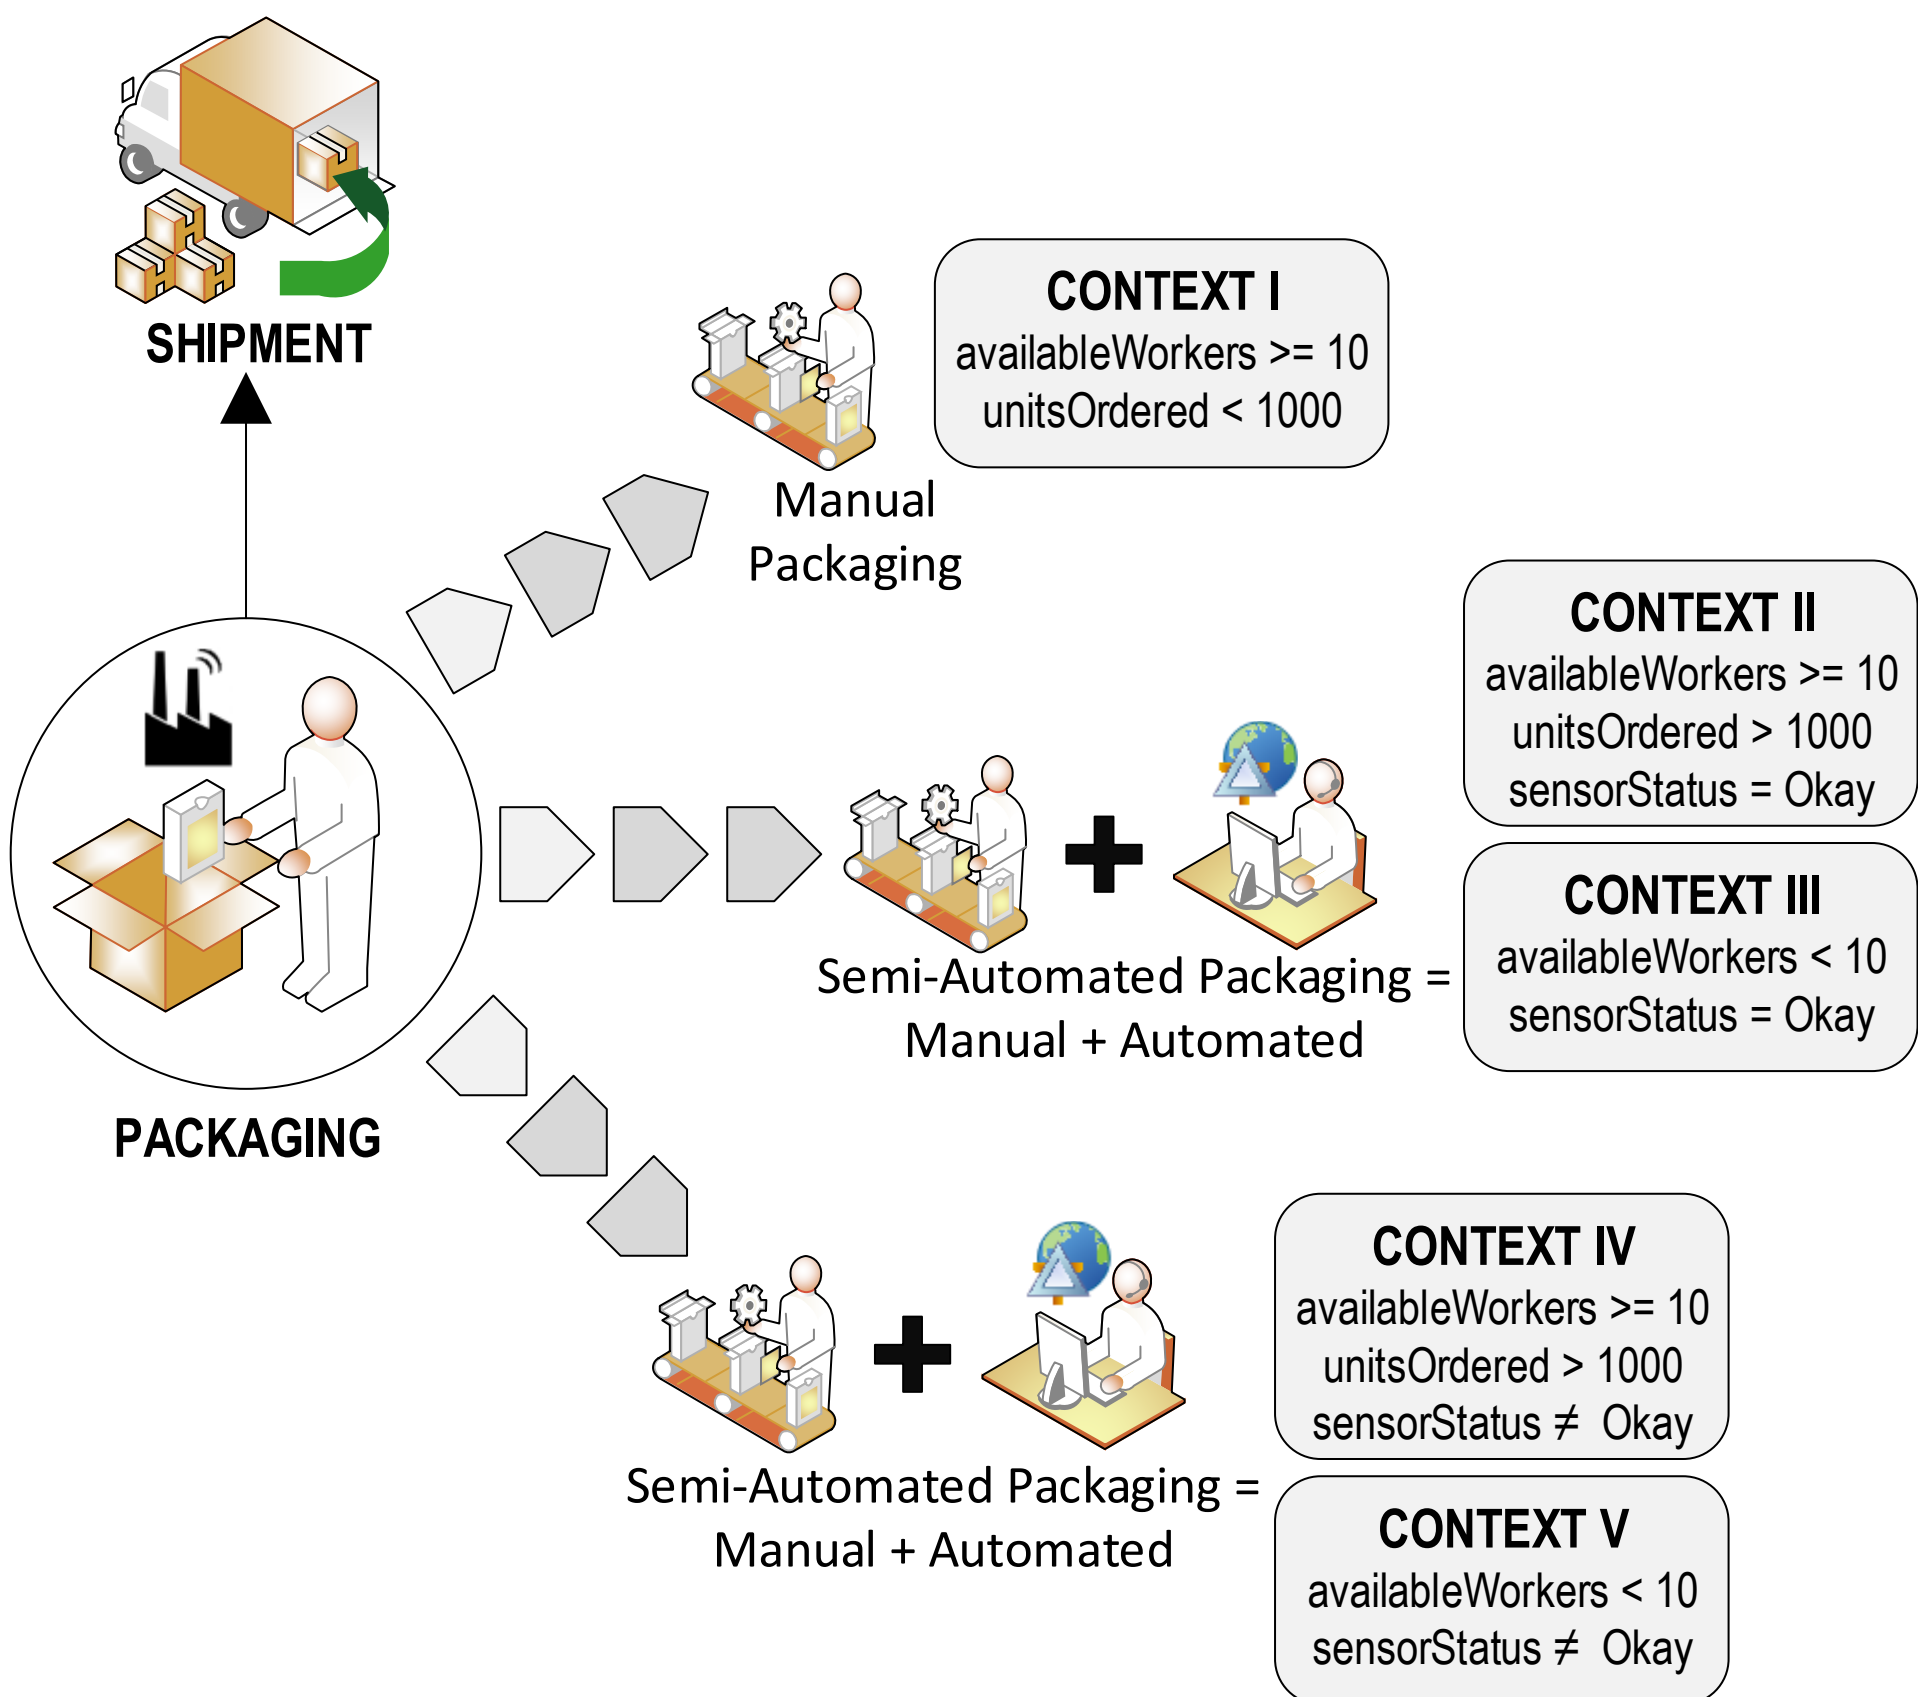 SHIPMENT
CONTEXT I
availableWorkers >= 10
unitsOrdered < 1000
Manual
Packaging
CONTEXT II
availableWorkers >= 10
unitsOrdered > 1000
sensorStatus = Okay
CONTEXT III
availableWorkers < 10
sensorStatus = Okay
Semi-Automated Packaging =
Manual + Automated
PACKAGING
CONTEXT IV
availableWorkers >= 10
unitsOrdered > 1000
sensorStatus ≠ Okay
Semi-Automated Packaging =
Manual + Automated
CONTEXT V
availableWorkers < 10
sensorStatus ≠ Okay